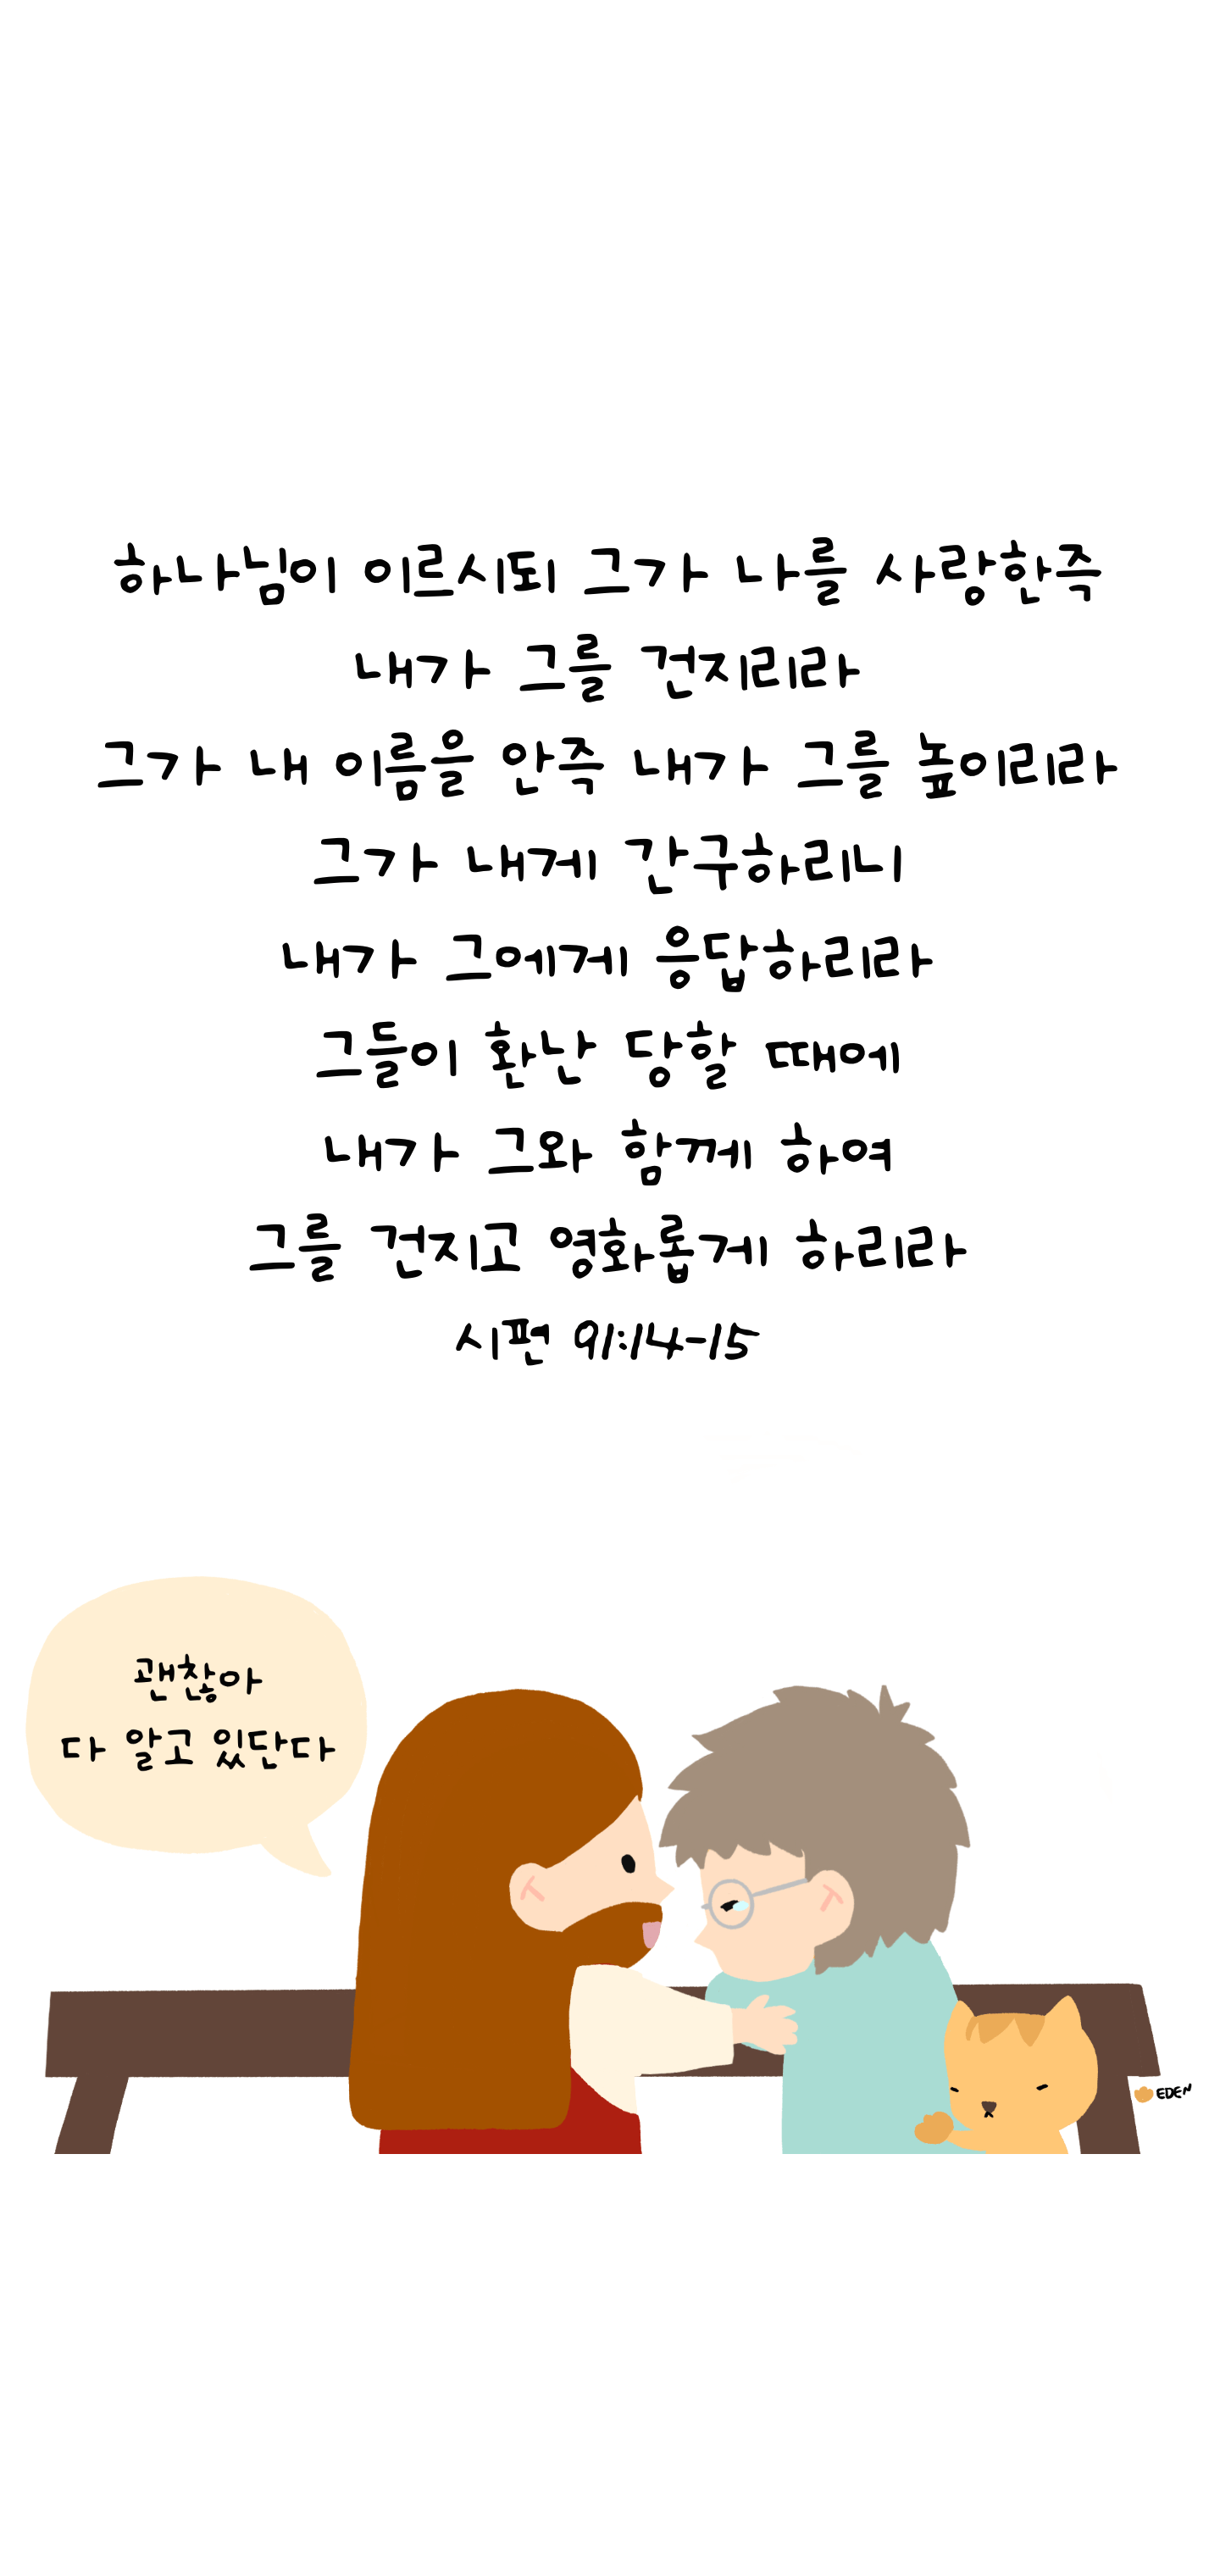 하나님이 이르시되 그가 나를 사랑한즉
내가 그를 건지리라
그가 내 이름을 안즉 내가 그를 높이리라
그가 내게 간구하리니
내가 그에게 응답하리라
그들이 환난 당할 때에
내가 그와 함께 하여
그를 건지고 영화롭게 하리라
시편 91:14-15
괜찮아
다 알고 있단다
EDEN